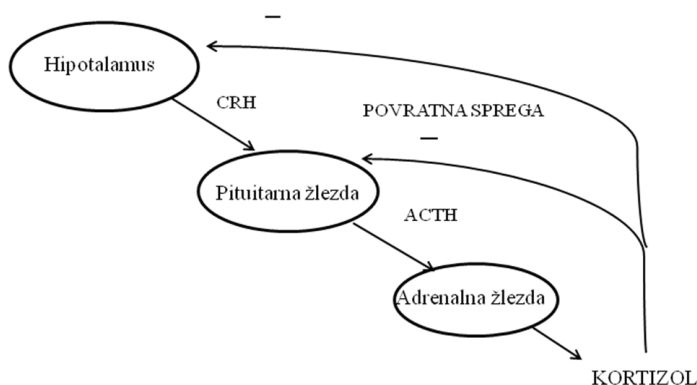 –
Hipotalamus
CRH
POVRATNA SPREGA
–
Pituitarna žlezda
ACTH
Adrenalna žlezda
KORTIZOL